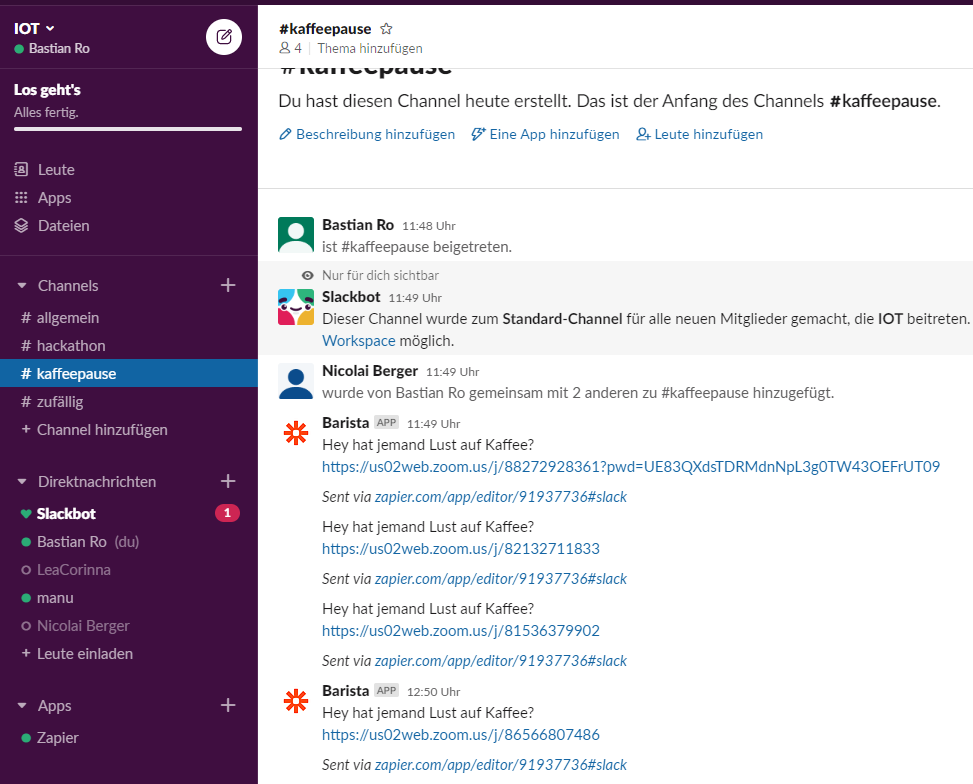 IOT
Bastian Ro
Los geht's
Alles fertig.
Leute
Apps
Dateien
Channels +
# allgemein
# hackathon
# kaffeepause
# zufällig
+ Channel hinzufügen
Direktnachrichten +
Slackbot 1
Bastian Ro (du)
LeaCorinna
manu
Nicolai Berger
+ Leute einladen
Apps +
Zapier
#kaffeepause
4 | Thema hinzufügen
#kaffeepause
Du hast diesen Channel heute erstellt. Das ist der Anfang des Channels #kaffeepause.
Beschreibung hinzufügen Eine App hinzufügen Leute hinzufügen
Bastian Ro 11:48 Uhr
ist #kaffeepause beigetreten.
Nur für dich sichtbar
Slackbot 11:49 Uhr
Dieser Channel wurde zum Standard-Channel für alle neuen Mitglieder gemacht, die IOT beitreten.
Workspace möglich.
Nicolai Berger 11:49 Uhr
wurde von Bastian Ro gemeinsam mit 2 anderen zu #kaffeepause hinzugefügt.
Barista APP 11:49 Uhr
Hey hat jemand Lust auf Kaffee?
https://us02web.zoom.us/j/88272928361?pwd=UE83QXdsTDRMdnNpL3g0TW43OEFrUT09
Sent via zapier.com/app/editor/91937736#slack
Hey hat jemand Lust auf Kaffee?
https://us02web.zoom.us/j/82132711833
Sent via zapier.com/app/editor/91937736#slack
Hey hat jemand Lust auf Kaffee?
https://us02web.zoom.us/j/81536379902
Sent via zapier.com/app/editor/91937736#slack
Barista APP 12:50 Uhr
Hey hat jemand Lust auf Kaffee?
https://us02web.zoom.us/j/86566807486
Sent via zapier.com/app/editor/91937736#slack